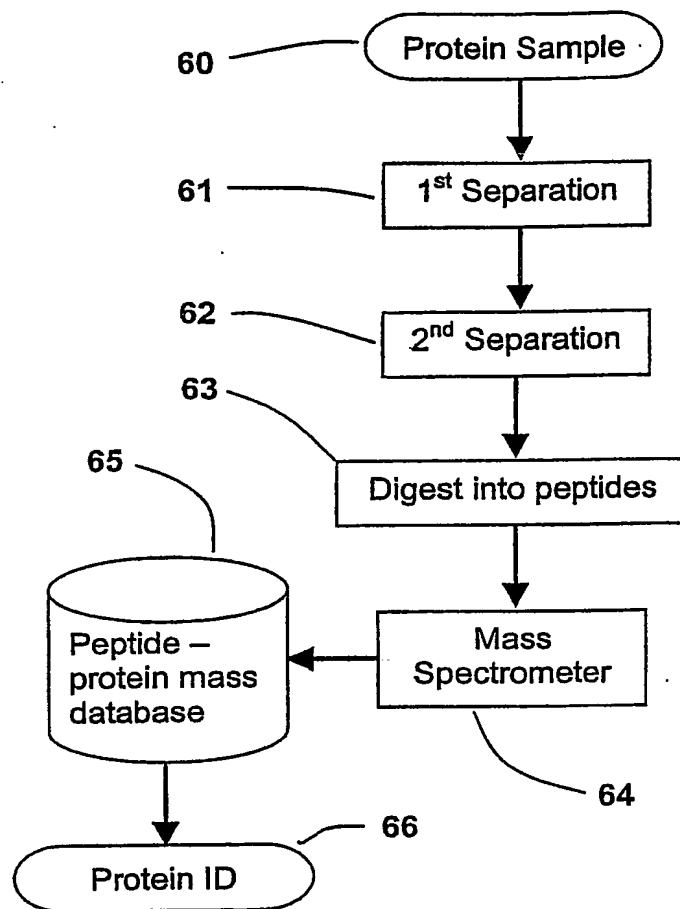 60
Protein Sample
61
1st Separation
62
2nd Separation
63
Digest into peptides
65
Peptide –
protein mass
database
Mass
Spectrometer
64
66
Protein ID